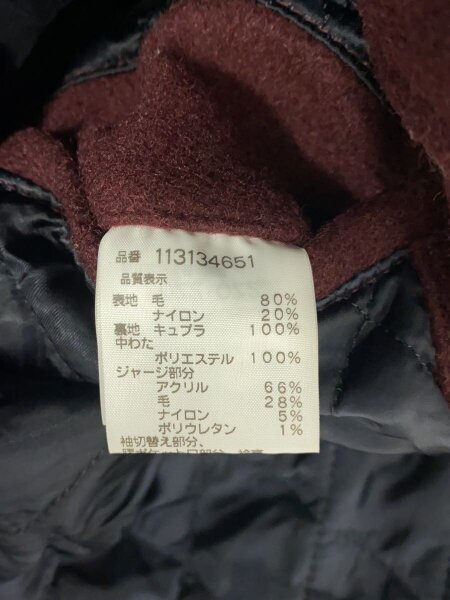 品番 113134651
品質表示
表地 毛 80%
ナイロン 20%
裏地 キュプラ 100%
中わた
ポリエステル 100%
ジャージ部分
アクリル 66%
毛 28%
ナイロン 5%
ポリウレタン 1%
袖切替え部分、